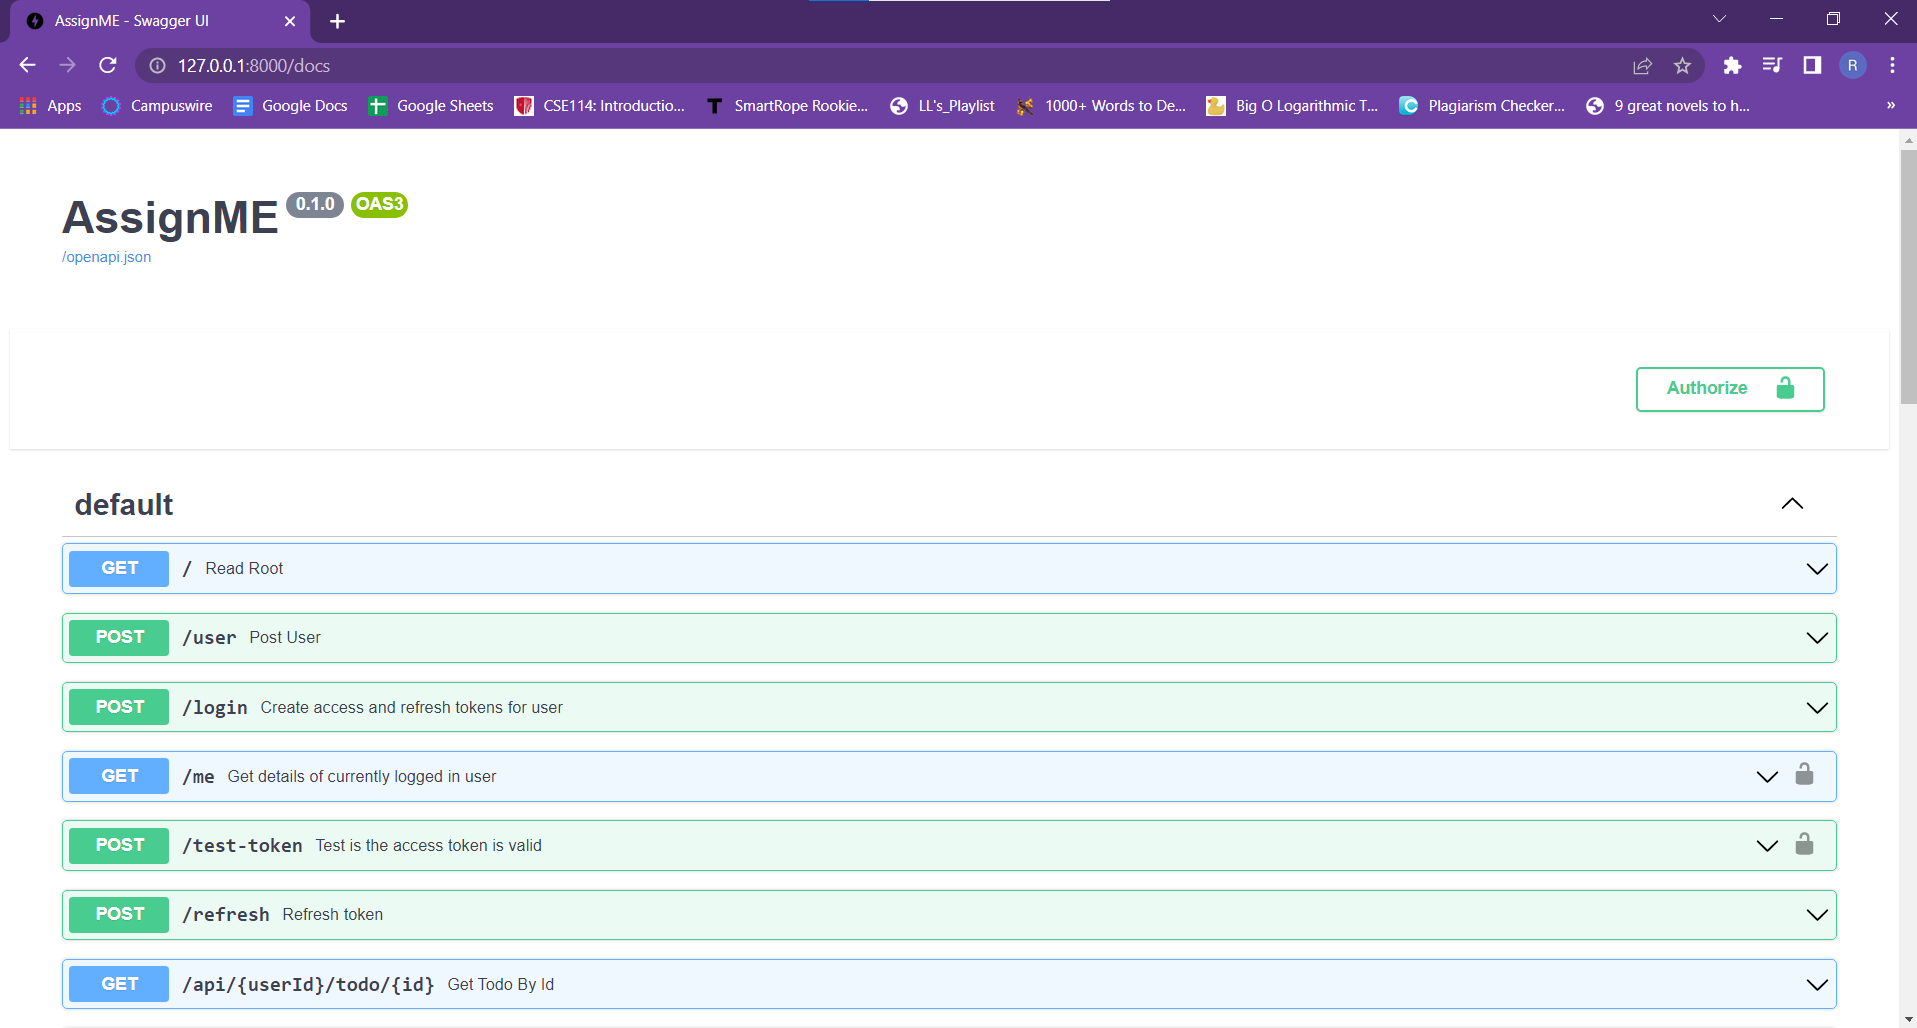 AssignME - Swagger UI
127.0.0.1:8000/docs
R
Apps Campuswire Google Docs Google Sheets CSE114: Introductio... T SmartRope Rookie... LL's_Playlist 1000+ Words to De... Big O Logarithmic T... Plagiarism Checker... 9 great novels to h... »
AssignME 0.1.0 OAS3
/openapi.json
Authorize
default
GET / Read Root
POST /user Post User
POST /login Create access and refresh tokens for user
GET /me Get details of currently logged in user
POST /test-token Test is the access token is valid
POST /refresh Refresh token
GET /api/{userId}/todo/{id} Get Todo By Id